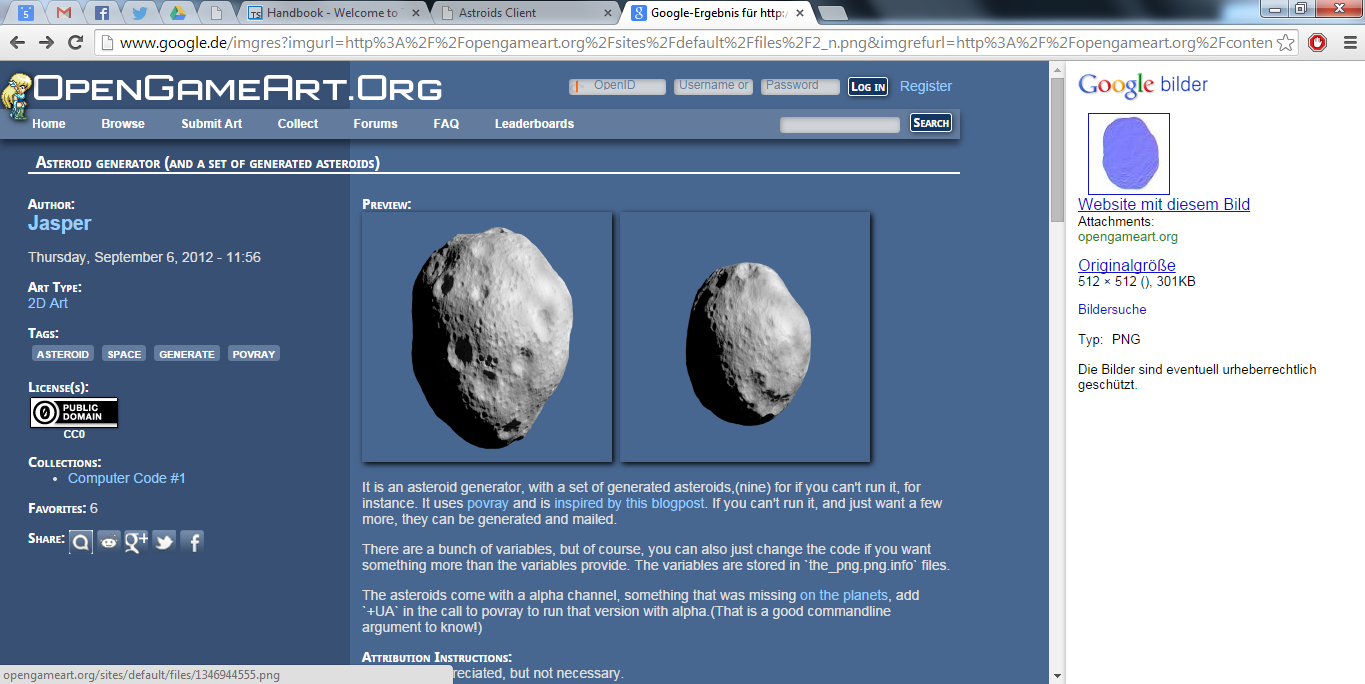 5
Handbook - Welcome to
Astroids Client
Google-Ergebnis für http:/
www.google.de/imgres?imgurl=http%3A%2F%2Fopengameart.org%2Fsites%2Fdefault%2Ffiles%2F2_n.png&imgrefurl=http%3A%2F%2Fopengameart.org%2Fconten
OpenGameArt.Org
OpenID
Username or
Password
Log in
Register
Home
Browse
Submit Art
Collect
Forums
FAQ
Leaderboards
Search
Asteroid generator (and a set of generated asteroids)
Author:
Jasper
Thursday, September 6, 2012 - 11:56
Art Type:
2D Art
Tags:
ASTEROID SPACE GENERATE POVRAY
License(s):
PUBLIC
DOMAIN
CC0
Collections:
Computer Code #1
Favorites: 6
Share:
Preview:
It is an asteroid generator, with a set of generated asteroids,(nine) for if you can't run it, for
instance. It uses povray and is inspired by this blogpost. If you can't run it, and just want a few
more, they can be generated and mailed.
There are a bunch of variables, but of course, you can also just change the code if you want
something more than the variables provide. The variables are stored in `the_png.png.info` files.
The asteroids come with a alpha channel, something that was missing on the planets, add
`+UA` in the call to povray to run that version with alpha.(That is a good commandline
argument to know!)
Attribution Instructions:
reciated, but not necessary.
opengameart.org/sites/default/files/1346944555.png
Google bilder
Website mit diesem Bild
Attachments:
opengameart.org
Originalgröße
512 × 512 (), 301KB
Bildersuche
Typ: PNG
Die Bilder sind eventuell urheberrechtlich
geschützt.